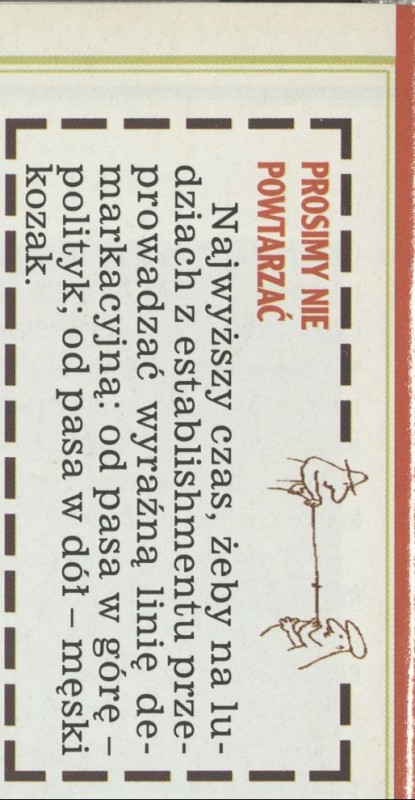 PROSIMY NIE
POWTARZAĆ
Najwyższy czas, żeby na lu-
dziach z establishmentu prze-
prowadzać wyraźną linię de-
markacyjną: od pasa w górę –
polityk; od pasa w dół – męski
kozak.